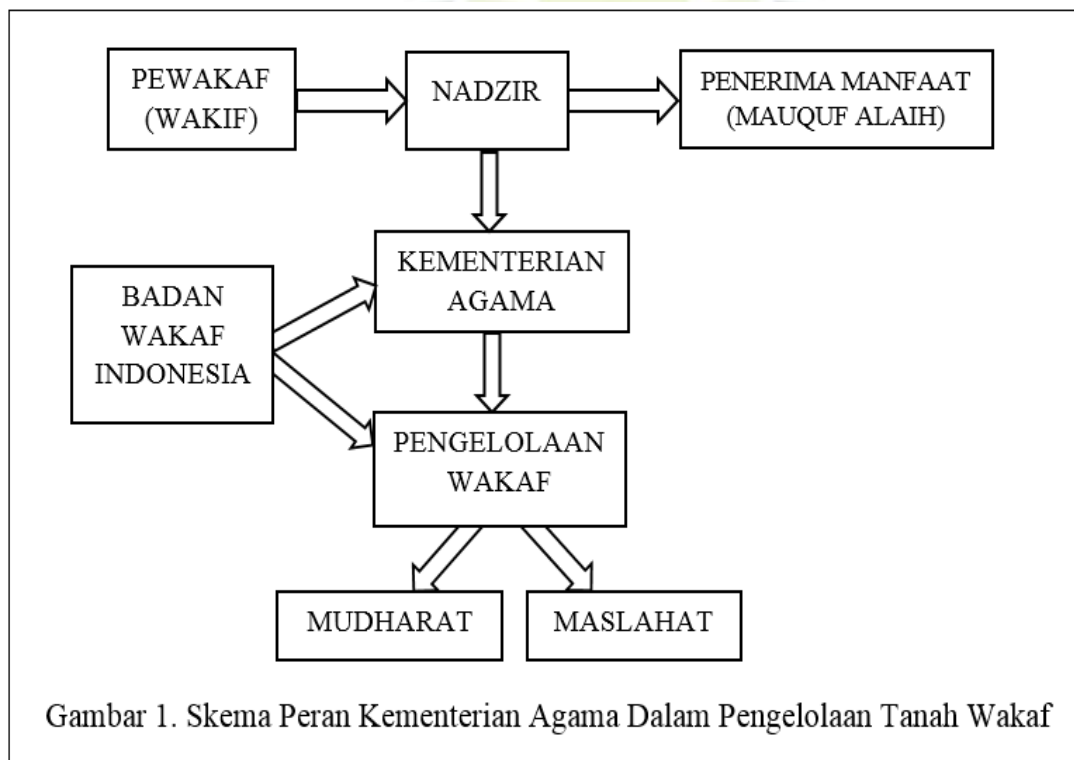 PEWAKAF
(WAKIF)
NADZIR
PENERIMA MANFAAT
(MAUQUF ALAIH)
KEMENTERIAN
AGAMA
BADAN
WAKAF
INDONESIA
PENGELOLAAN
WAKAF
MUDHARAT
MASLAHAT
Gambar 1. Skema Peran Kementerian Agama Dalam Pengelolaan Tanah Wakaf